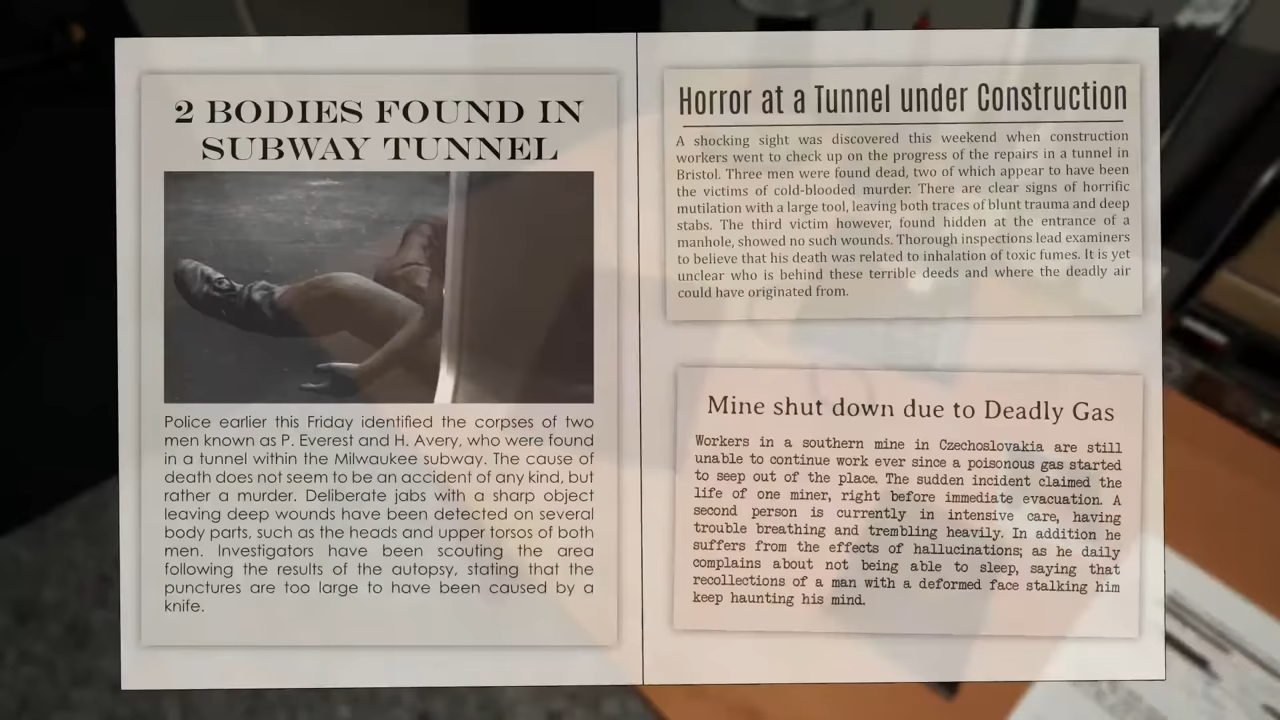 2 BODIES FOUND IN
SUBWAY TUNNEL
Police earlier this Friday identified the corpses of two
men known as P. Everest and H. Avery, who were found
in a tunnel within the Milwaukee subway. The cause of
death does not seem to be an accident of any kind, but
rather a murder. Deliberate jabs with a sharp object
leaving deep wounds have been detected on several
body parts, such as the heads and upper torsos of both
men. Investigators have been scouting the area
following the results of the autopsy, stating that the
punctures are too large to have been caused by a
knife.
Horror at a Tunnel under Construction
A shocking sight was discovered this weekend when construction
workers went to check up on the progress of the repairs in a tunnel in
Bristol. Three men were found dead, two of which appear to have been
the victims of cold-blooded murder. There are clear signs of horrific
mutilation with a large tool, leaving both traces of blunt trauma and deep
stabs. The third victim however, found hidden at the entrance of a
manhole, showed no such wounds. Thorough inspections lead examiners
to believe that his death was related to inhalation of toxic fumes. It is yet
unclear who is behind these terrible deeds and where the deadly air
could have originated from.
Mine shut down due to Deadly Gas
Workers in a southern mine in Czechoslovakia are still
unable to continue work ever since a poisonous gas started
to seep out of the place. The sudden incident claimed the
life of one miner, right before immediate evacuation. A
second person is currently in intensive care, having
trouble breathing and trembling heavily. In addition he
suffers from the effects of hallucinations; as he daily
complains about not being able to sleep, saying that
recollections of a man with a deformed face stalking him
keep haunting his mind.